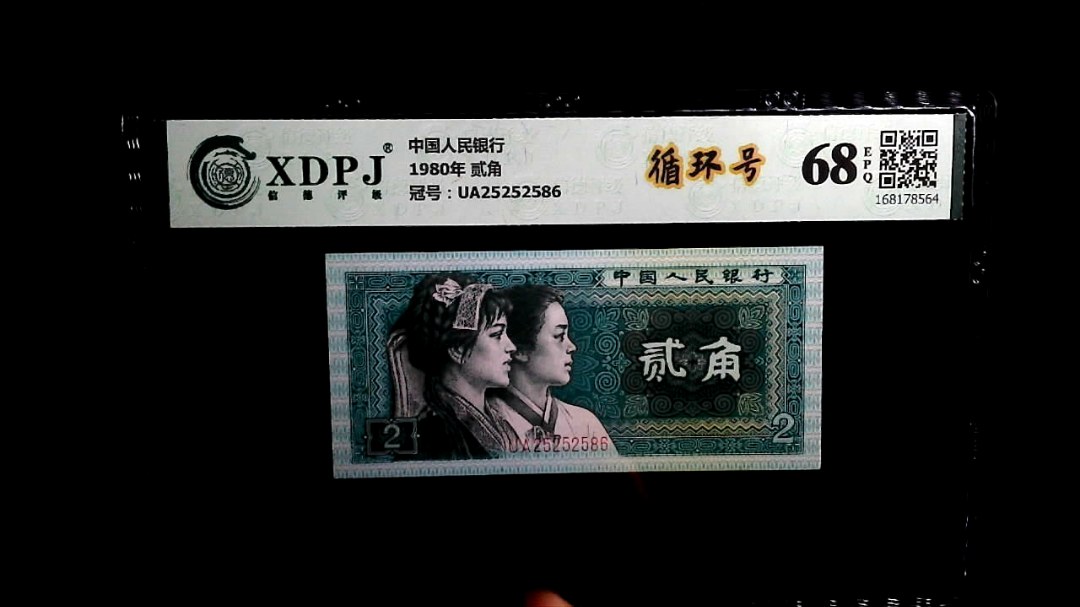 XDPJ®
信德评级
中国人民银行
1980年 贰角
冠号：UA25252586
循环号
68
EPQ
168178564
中国人民银行
贰角
2
2
UA25252586